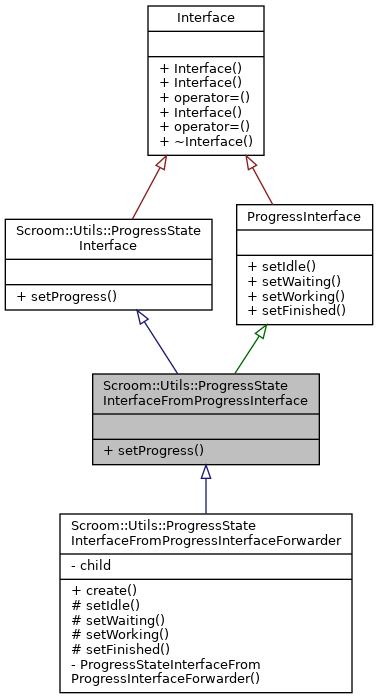 Interface
+ Interface()
+ Interface()
+ operator=()
+ Interface()
+ operator=()
+ ~Interface()
Scroom::Utils::ProgressState
Interface
+ setProgress()
ProgressInterface
+ setIdle()
+ setWaiting()
+ setWorking()
+ setFinished()
Scroom::Utils::ProgressState
InterfaceFromProgressInterface
+ setProgress()
Scroom::Utils::ProgressState
InterfaceFromProgressInterfaceForwarder
- child
+ create()
# setIdle()
# setWaiting()
# setWorking()
# setFinished()
- ProgressStateInterfaceFrom
ProgressInterfaceForwarder()